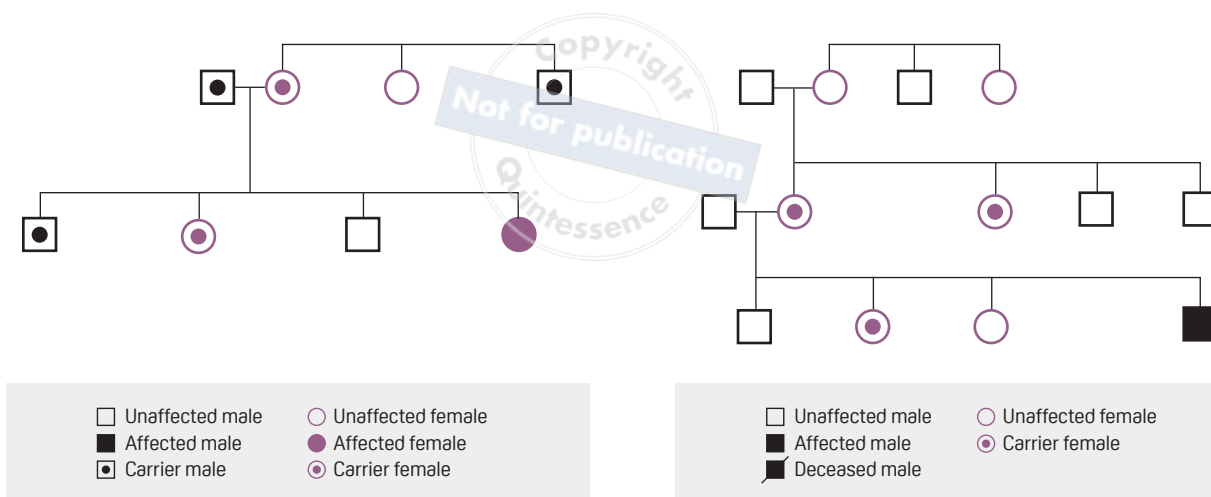 Copyright
Not for publication
Quintessence
Unaffected male
Unaffected female
Affected male
Affected female
Carrier male
Carrier female
Unaffected male
Unaffected female
Affected male
Carrier female
Deceased male